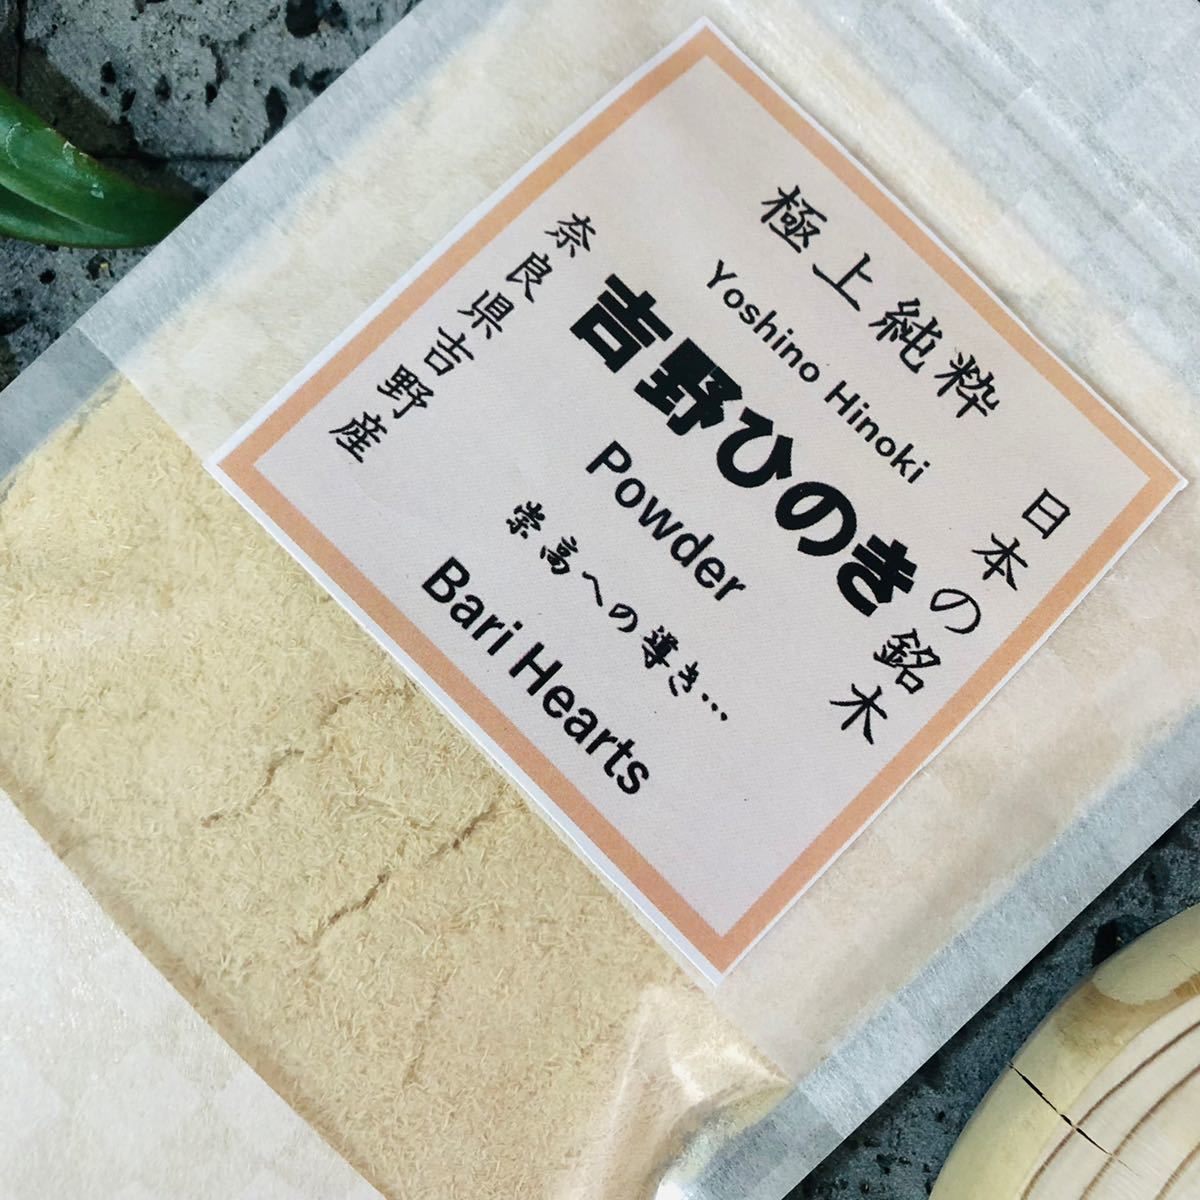 極上純粋
Yoshino Hinoki
吉野ひのき
Powder
崇高への導き…
Bari Hearts
日本の銘木
奈良県吉野産